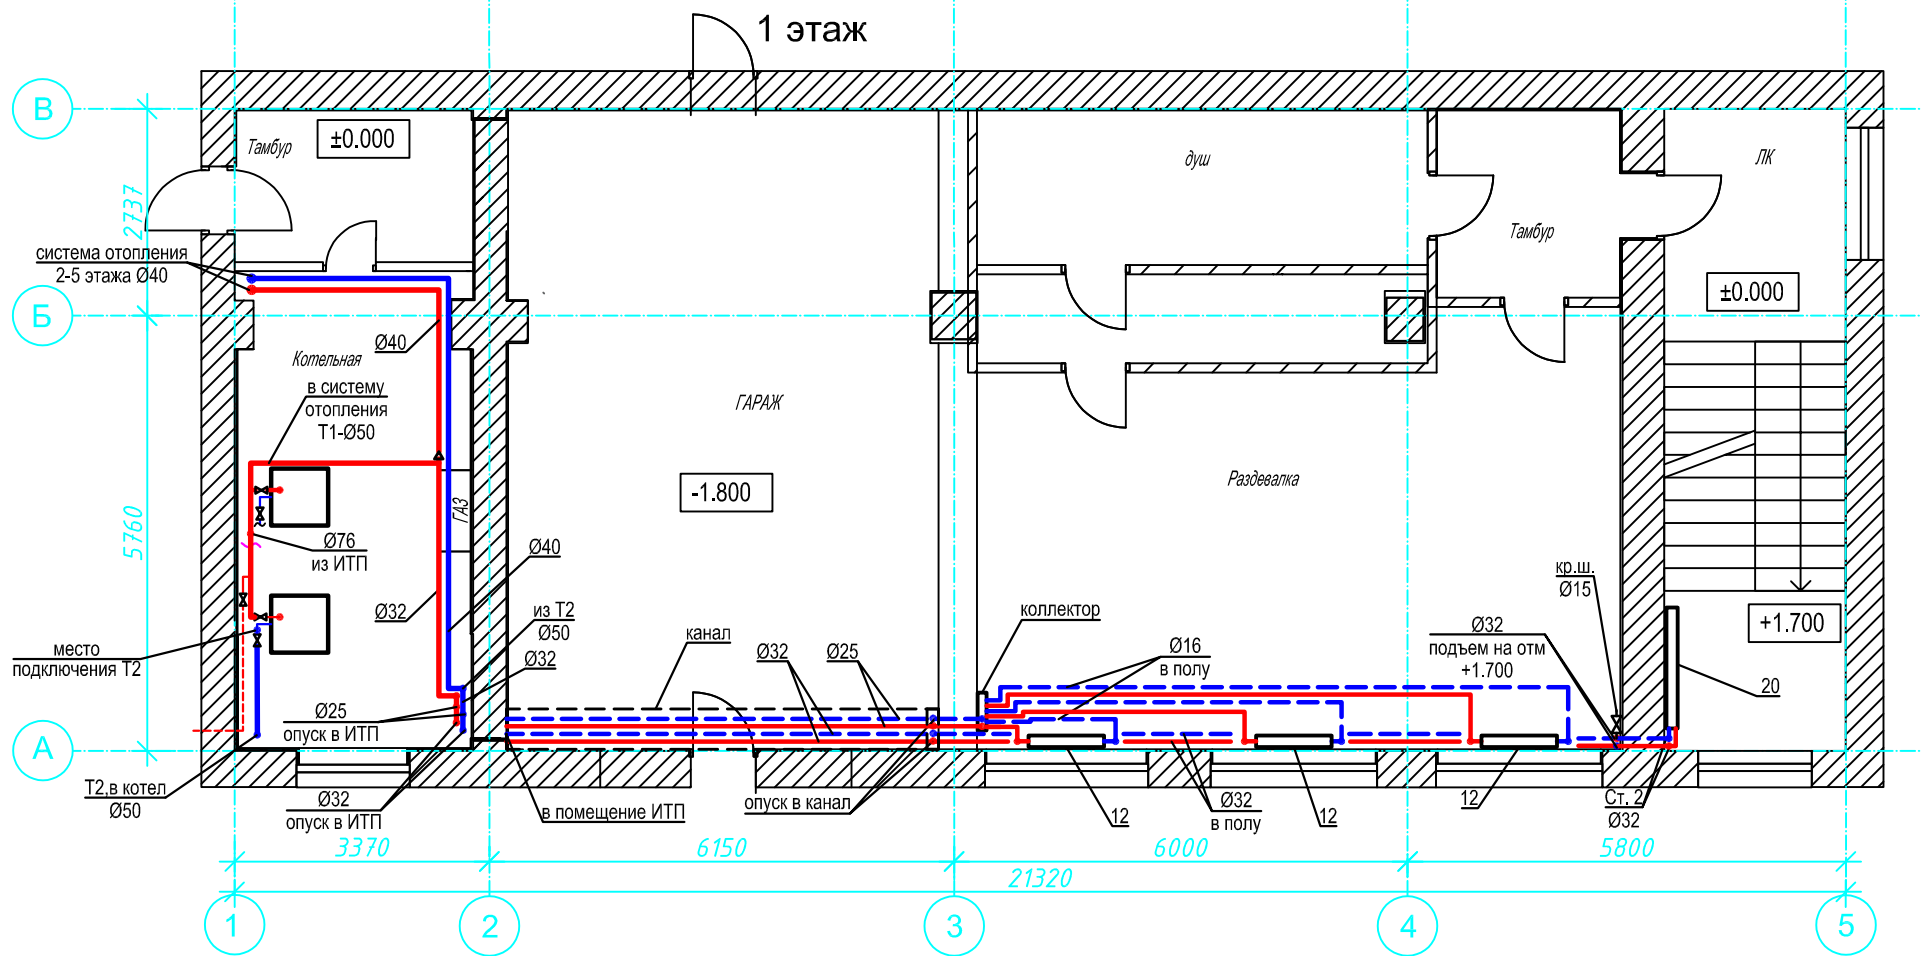 1 этаж
В
Тамбур
±0.000
душ
ЛК
2737
система отопления
2-5 этажа Ø40
Тамбур
±0.000
Б
Ø40
Котельная
в систему
отопления
Т1-Ø50
ГАРАЖ
-1.800
Раздевалка
ГАЗ
5760
Ø76
из ИТП
Ø40
кр.ш.
Ø15
Ø32
из Т2
Ø50
коллектор
+1.700
место
подключения Т2
канал
Ø32
Ø25
Ø32
Ø16
в полу
Ø32
подъем на отм
+1.700
20
Ø25
опуск в ИТП
А
Т2,в котел
Ø50
Ø32
опуск в ИТП
в помещение ИТП
опуск в канал
12
Ø32
в полу
12
12
Ст. 2
Ø32
3370
6150
6000
5800
21320
1
2
3
4
5